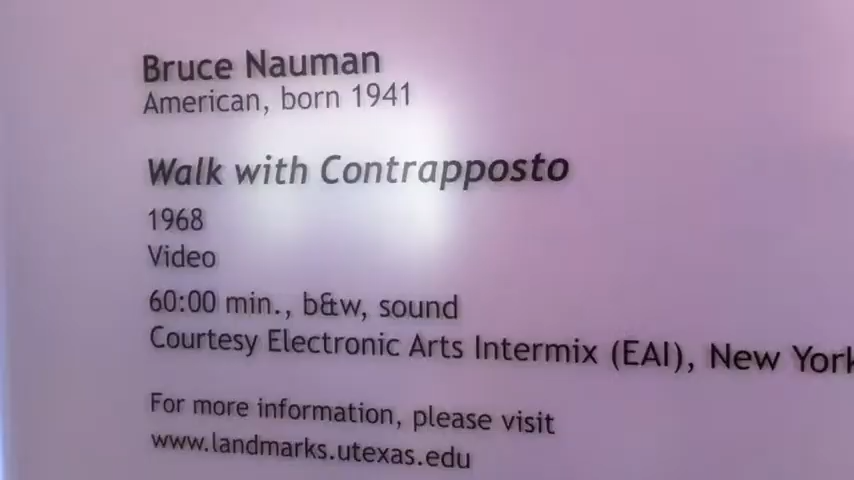 Bruce Nauman
American, born 1941
Walk with Contrapposto
1968
Video
60:00 min., b&w, sound
Courtesy Electronic Arts Intermix (EAI), New York
For more information, please visit
www.landmarks.utexas.edu